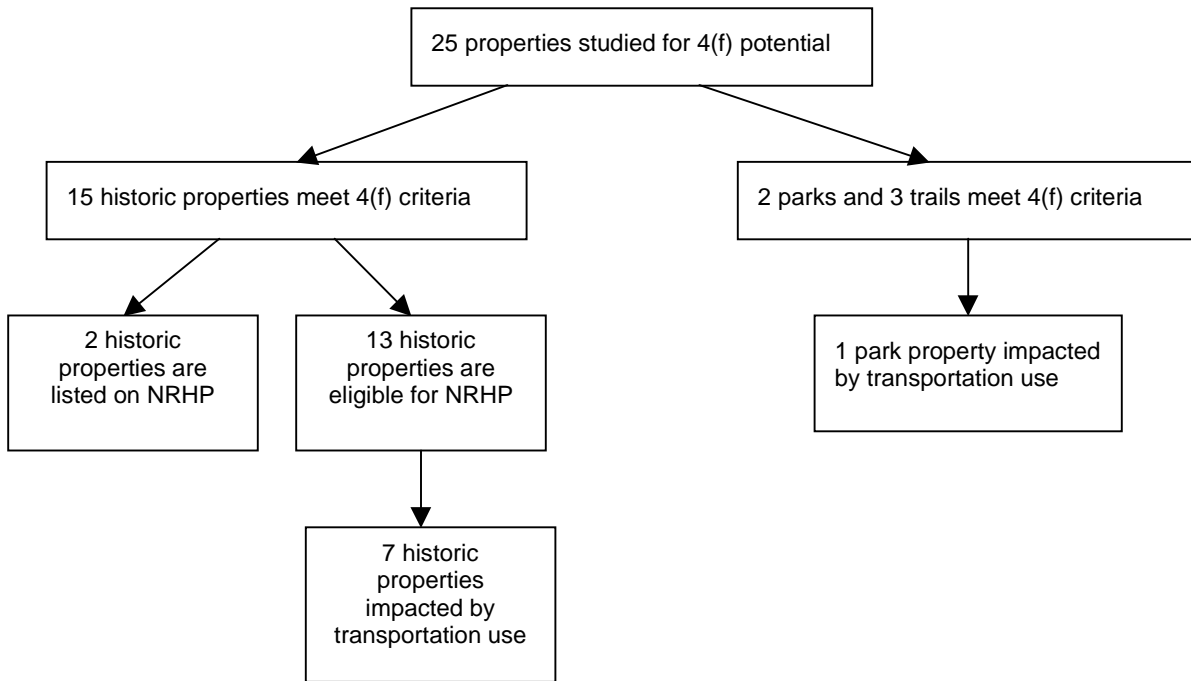 25 properties studied for 4(f) potential
15 historic properties meet 4(f) criteria
2 parks and 3 trails meet 4(f) criteria
2 historic
properties are
listed on NRHP
13 historic
properties are
eligible for NRHP
1 park property impacted
by transportation use
7 historic
properties
impacted by
transportation use